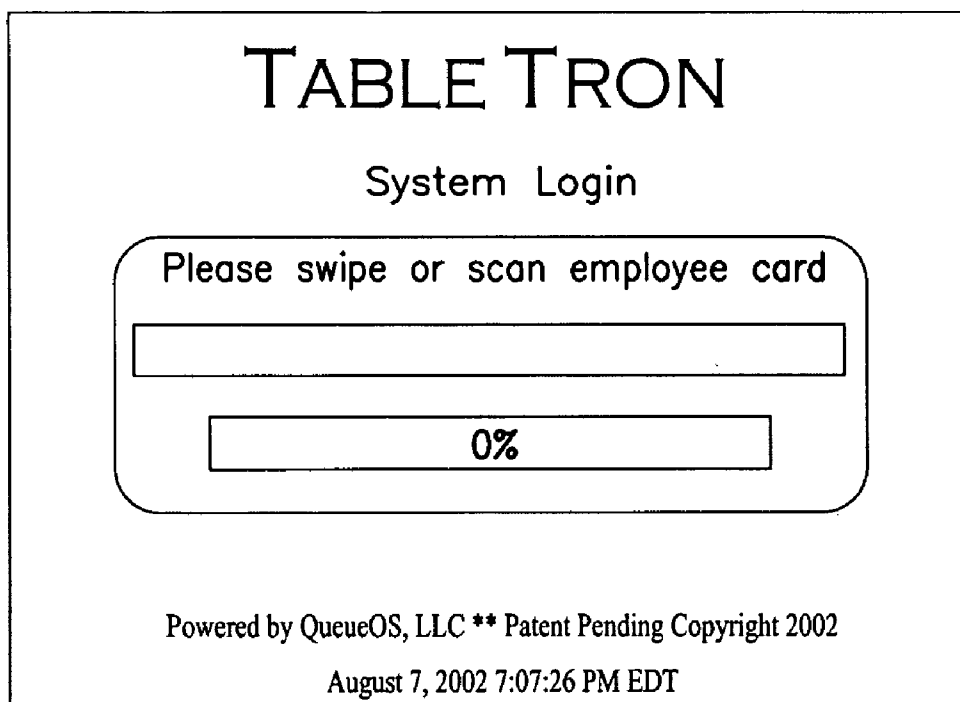 TABLE TRON
System Login
Please swipe or scan employee card
0%
Powered by QueueOS, LLC ** Patent Pending Copyright 2002
August 7, 2002 7:07:26 PM EDT